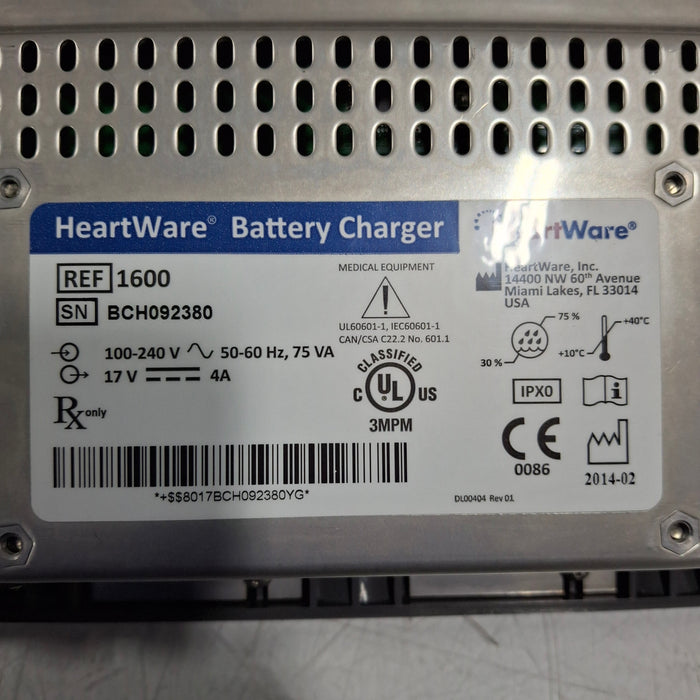 HeartWare® Battery Charger
HeartWare®
REF 1600
SN BCH092380
MEDICAL EQUIPMENT
UL60601-1, IEC60601-1
CAN/CSA C22.2 No. 601.1
HeartWare, Inc.
14400 NW 60th Avenue
Miami Lakes, FL 33014
USA
100-240 V 50-60 Hz, 75 VA
17 V 4A
Rx only
CLASSIFIED
C UL US
3MPM
75 %
30 %
+40°C
+10°C
IPX0
i
CE
0086
2014-02
*+$$8017BCH092380YG*
DL00404 Rev 01